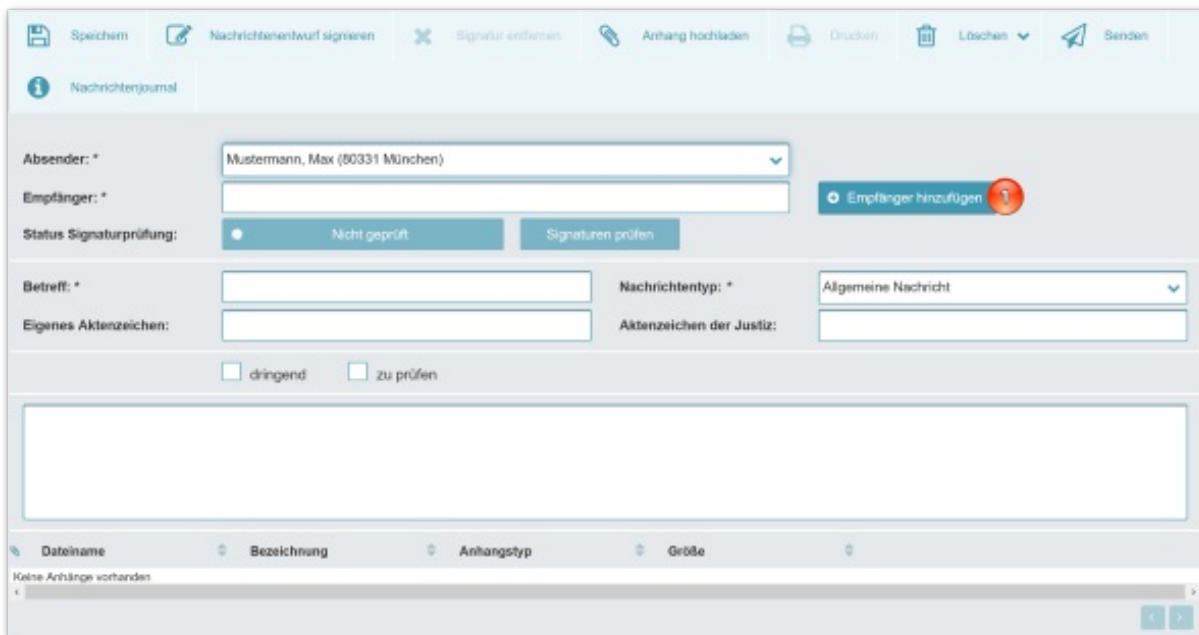 Speichern Nachrichtenentwurf signieren Signatur entfernen Anhang hochladen Drucken Löschen Senden
Nachrichtenjournal
Absender: * Mustermann, Max (80331 München)
Empfänger: * Empfänger hinzufügen 1
Status Signaturprüfung: Nicht geprüft Signaturen prüfen
Betreff: * Nachrichtentyp: * Allgemeine Nachricht
Eigenes Aktenzeichen: Aktenzeichen der Justiz:
dringend zu prüfen
Dateiname Bezeichnung Anhangstyp Größe
Keine Anhänge vorhanden